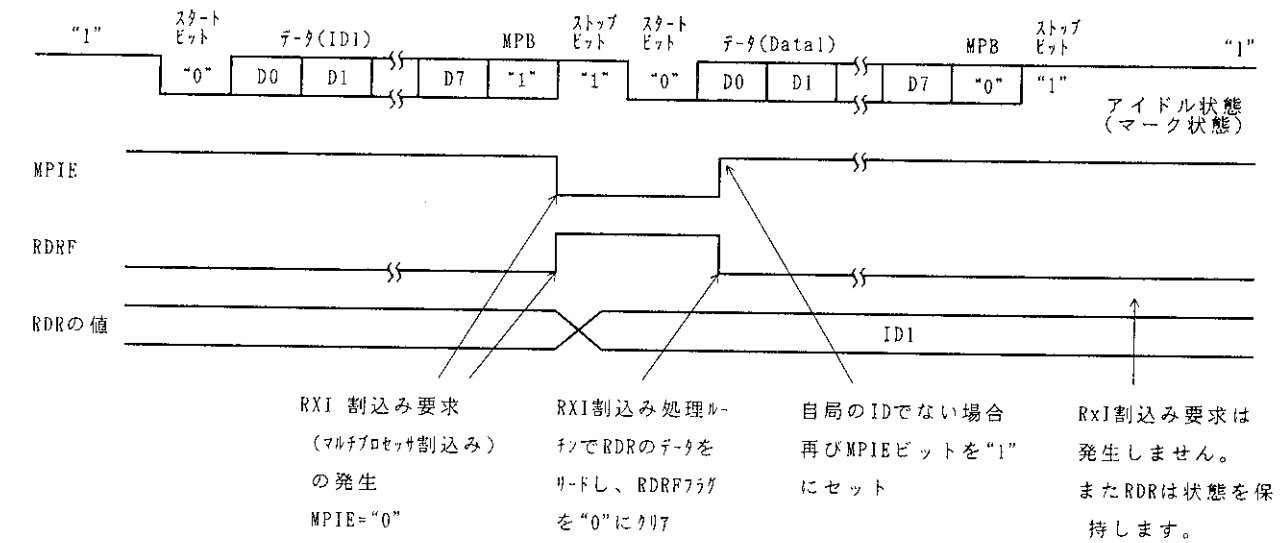 “1”
スタート
ビット
データ(ID1)
MPB
ストップ
ビット
スタート
ビット
データ(Data1)
MPB
ストップ
ビット
“1”
“0” D0 D1 D7 “1” “1” “0” D0 D1 D7 “0” “1”
アイドル状態
(マーク状態)
MPIE
RDRF
RDRの値
ID1
RXI 割込み要求
(マルチプロセッサ割込み)
の発生
MPIE=“0”
RXI割込み処理ルー
チンでRDRのデータを
リードし、RDRFフラグ
を“0”にクリア
自局のIDでない場合
再びMPIEビットを“1”
にセット
RxI割込み要求は
発生しません。
またRDRは状態を保
持します。